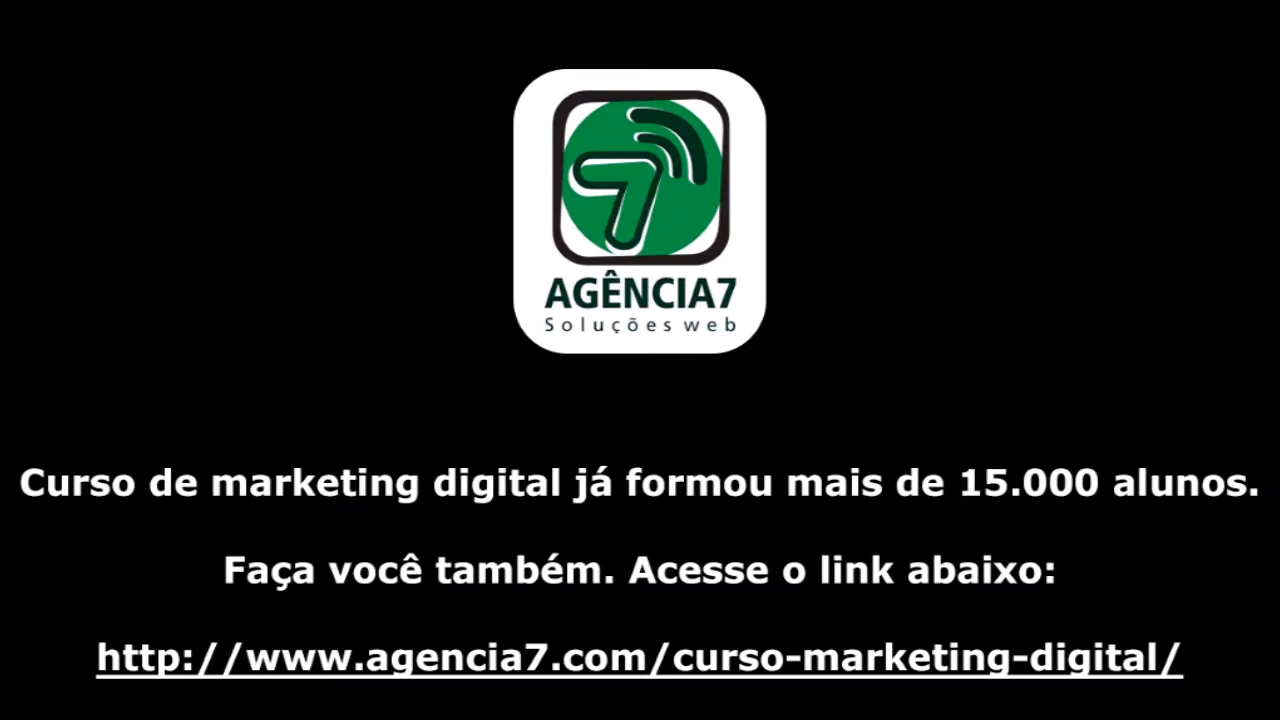 7
AGÊNCIA7
Soluções web
Curso de marketing digital já formou mais de 15.000 alunos.
Faça você também. Acesse o link abaixo:
http://www.agencia7.com/curso-marketing-digital/